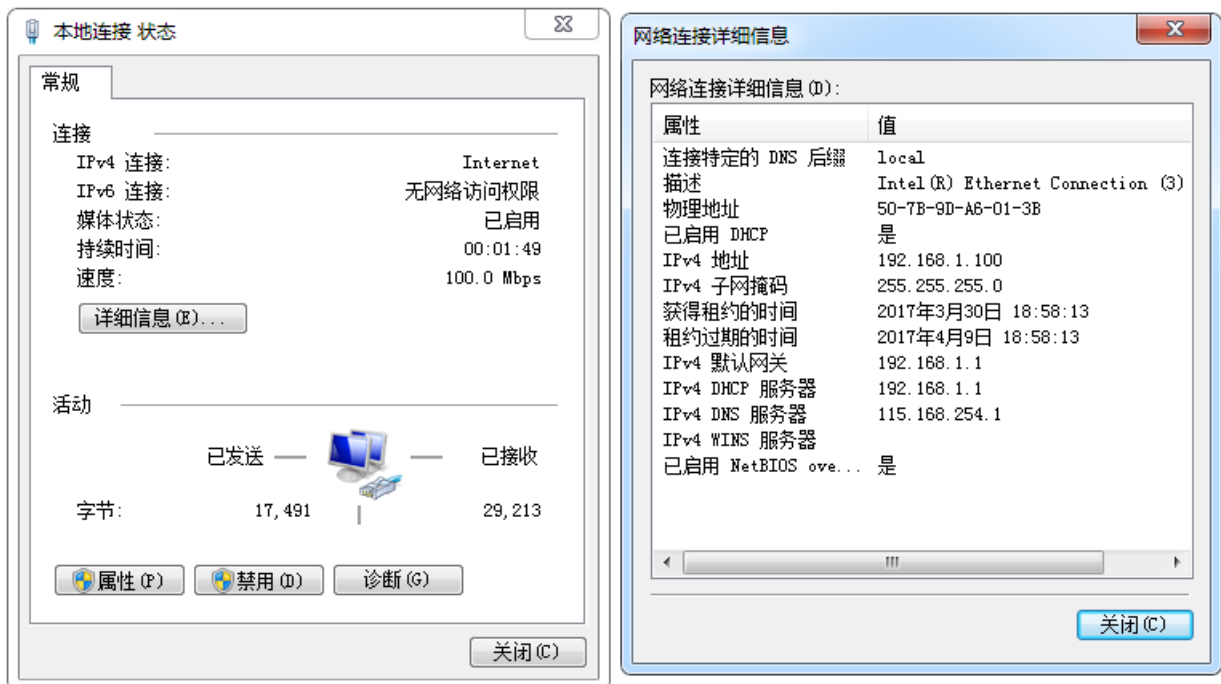 本地连接 状态
常规
连接
IPv4 连接: Internet
IPv6 连接: 无网络访问权限
媒体状态: 已启用
持续时间: 00:01:49
速度: 100.0 Mbps
详细信息(E)...
活动
已发送 已接收
字节: 17,491 29,213
属性(P) 禁用(D) 诊断(G)
关闭(C)
网络连接详细信息
网络连接详细信息(D):
属性 值
连接特定的 DNS 后缀 local
描述 Intel(R) Ethernet Connection (3)
物理地址 50-7B-9D-A6-01-3B
已启用 DHCP 是
IPv4 地址 192.168.1.100
IPv4 子网掩码 255.255.255.0
获得租约的时间 2017年3月30日 18:58:13
租约过期的时间 2017年4月9日 18:58:13
IPv4 默认网关 192.168.1.1
IPv4 DHCP 服务器 192.168.1.1
IPv4 DNS 服务器 115.168.254.1
IPv4 WINS 服务器
已启用 NetBIOS ove... 是
关闭(C)